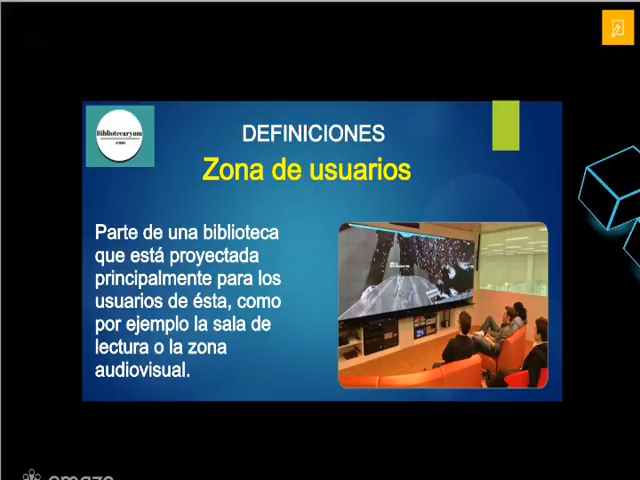 Bibliotecaryum
.com
DEFINICIONES
Zona de usuarios
Parte de una biblioteca
que está proyectada
principalmente para los
usuarios de ésta, como
por ejemplo la sala de
lectura o la zona
audiovisual.
emaze